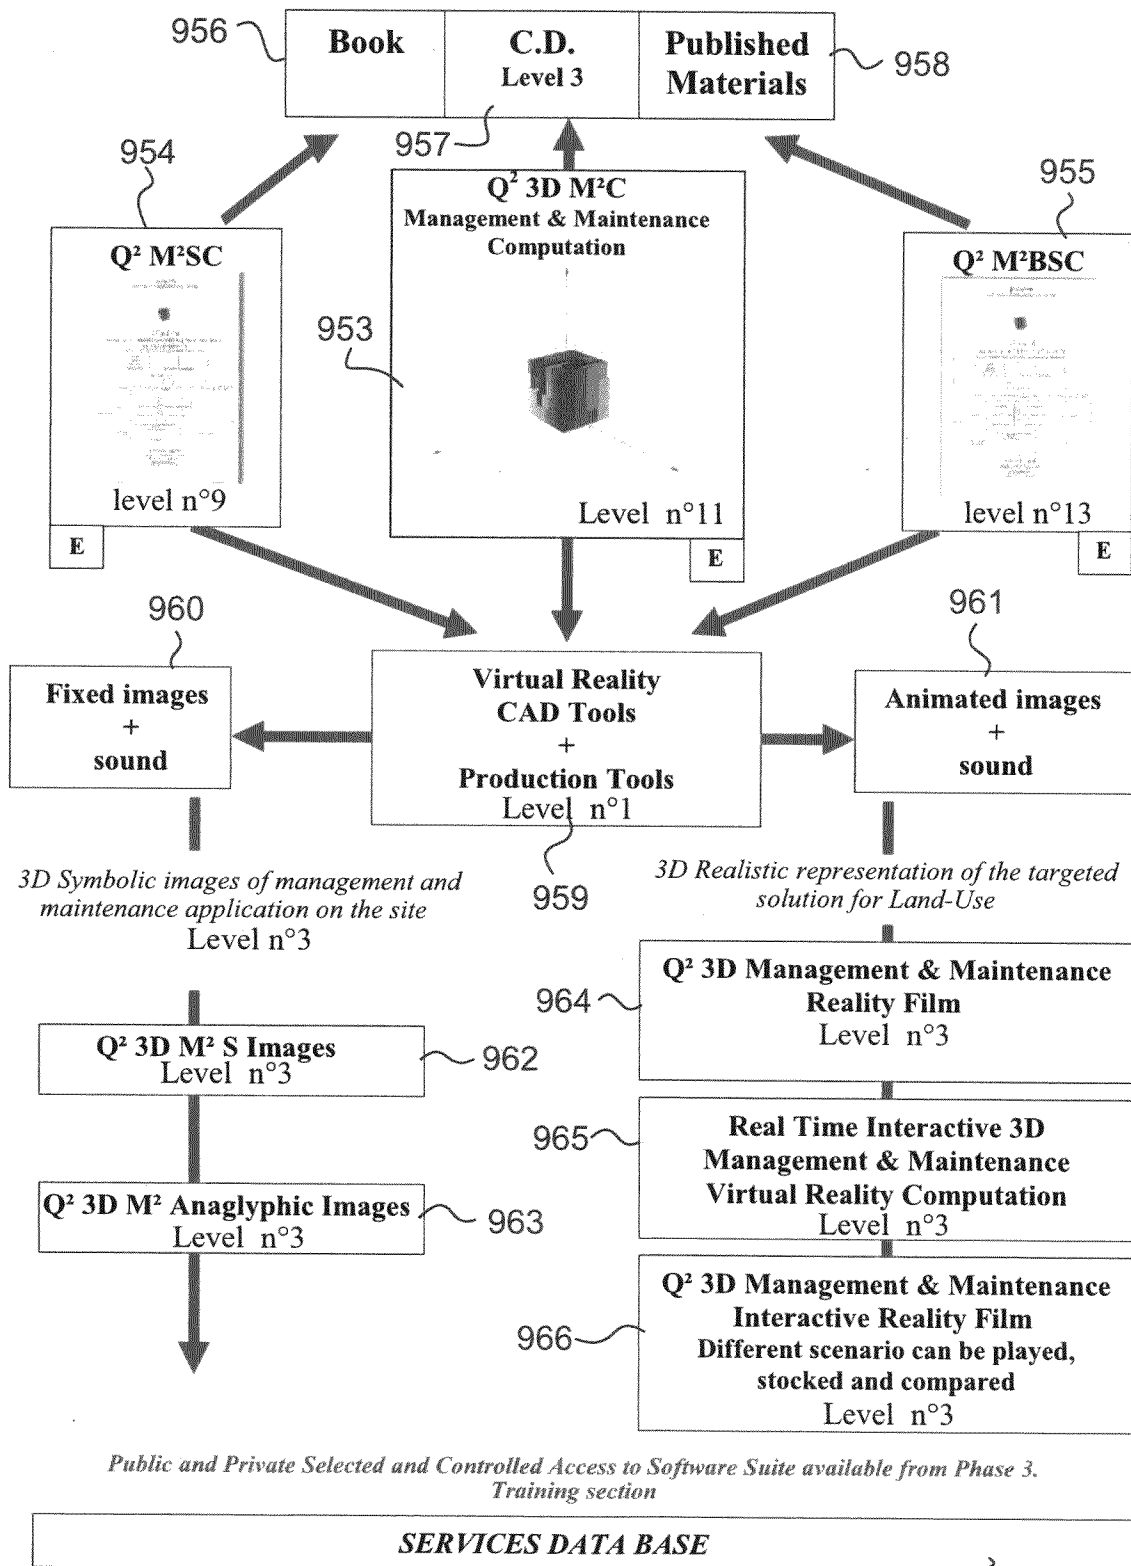 956
Book
C.D.
Level 3
Published
Materials
958
957
954
955
Q² M²SC
level n°9
E
Q² 3D M²C
Management & Maintenance
Computation
953
Level n°11
E
Q² M²BSC
level n°13
E
960
961
Fixed images
+
sound
Virtual Reality
CAD Tools
+
Production Tools
Level n°1
Animated images
+
sound
959
3D Symbolic images of management and
maintenance application on the site
Level n°3
3D Realistic representation of the targeted
solution for Land-Use
Q² 3D M² S Images
Level n°3
962
Q² 3D M² Anaglyphic Images
Level n°3
963
964
Q² 3D Management & Maintenance
Reality Film
Level n°3
965
Real Time Interactive 3D
Management & Maintenance
Virtual Reality Computation
Level n°3
966
Q² 3D Management & Maintenance
Interactive Reality Film
Different scenario can be played,
stocked and compared
Level n°3
Public and Private Selected and Controlled Access to Software Suite available from Phase 3.
Training section
SERVICES DATA BASE